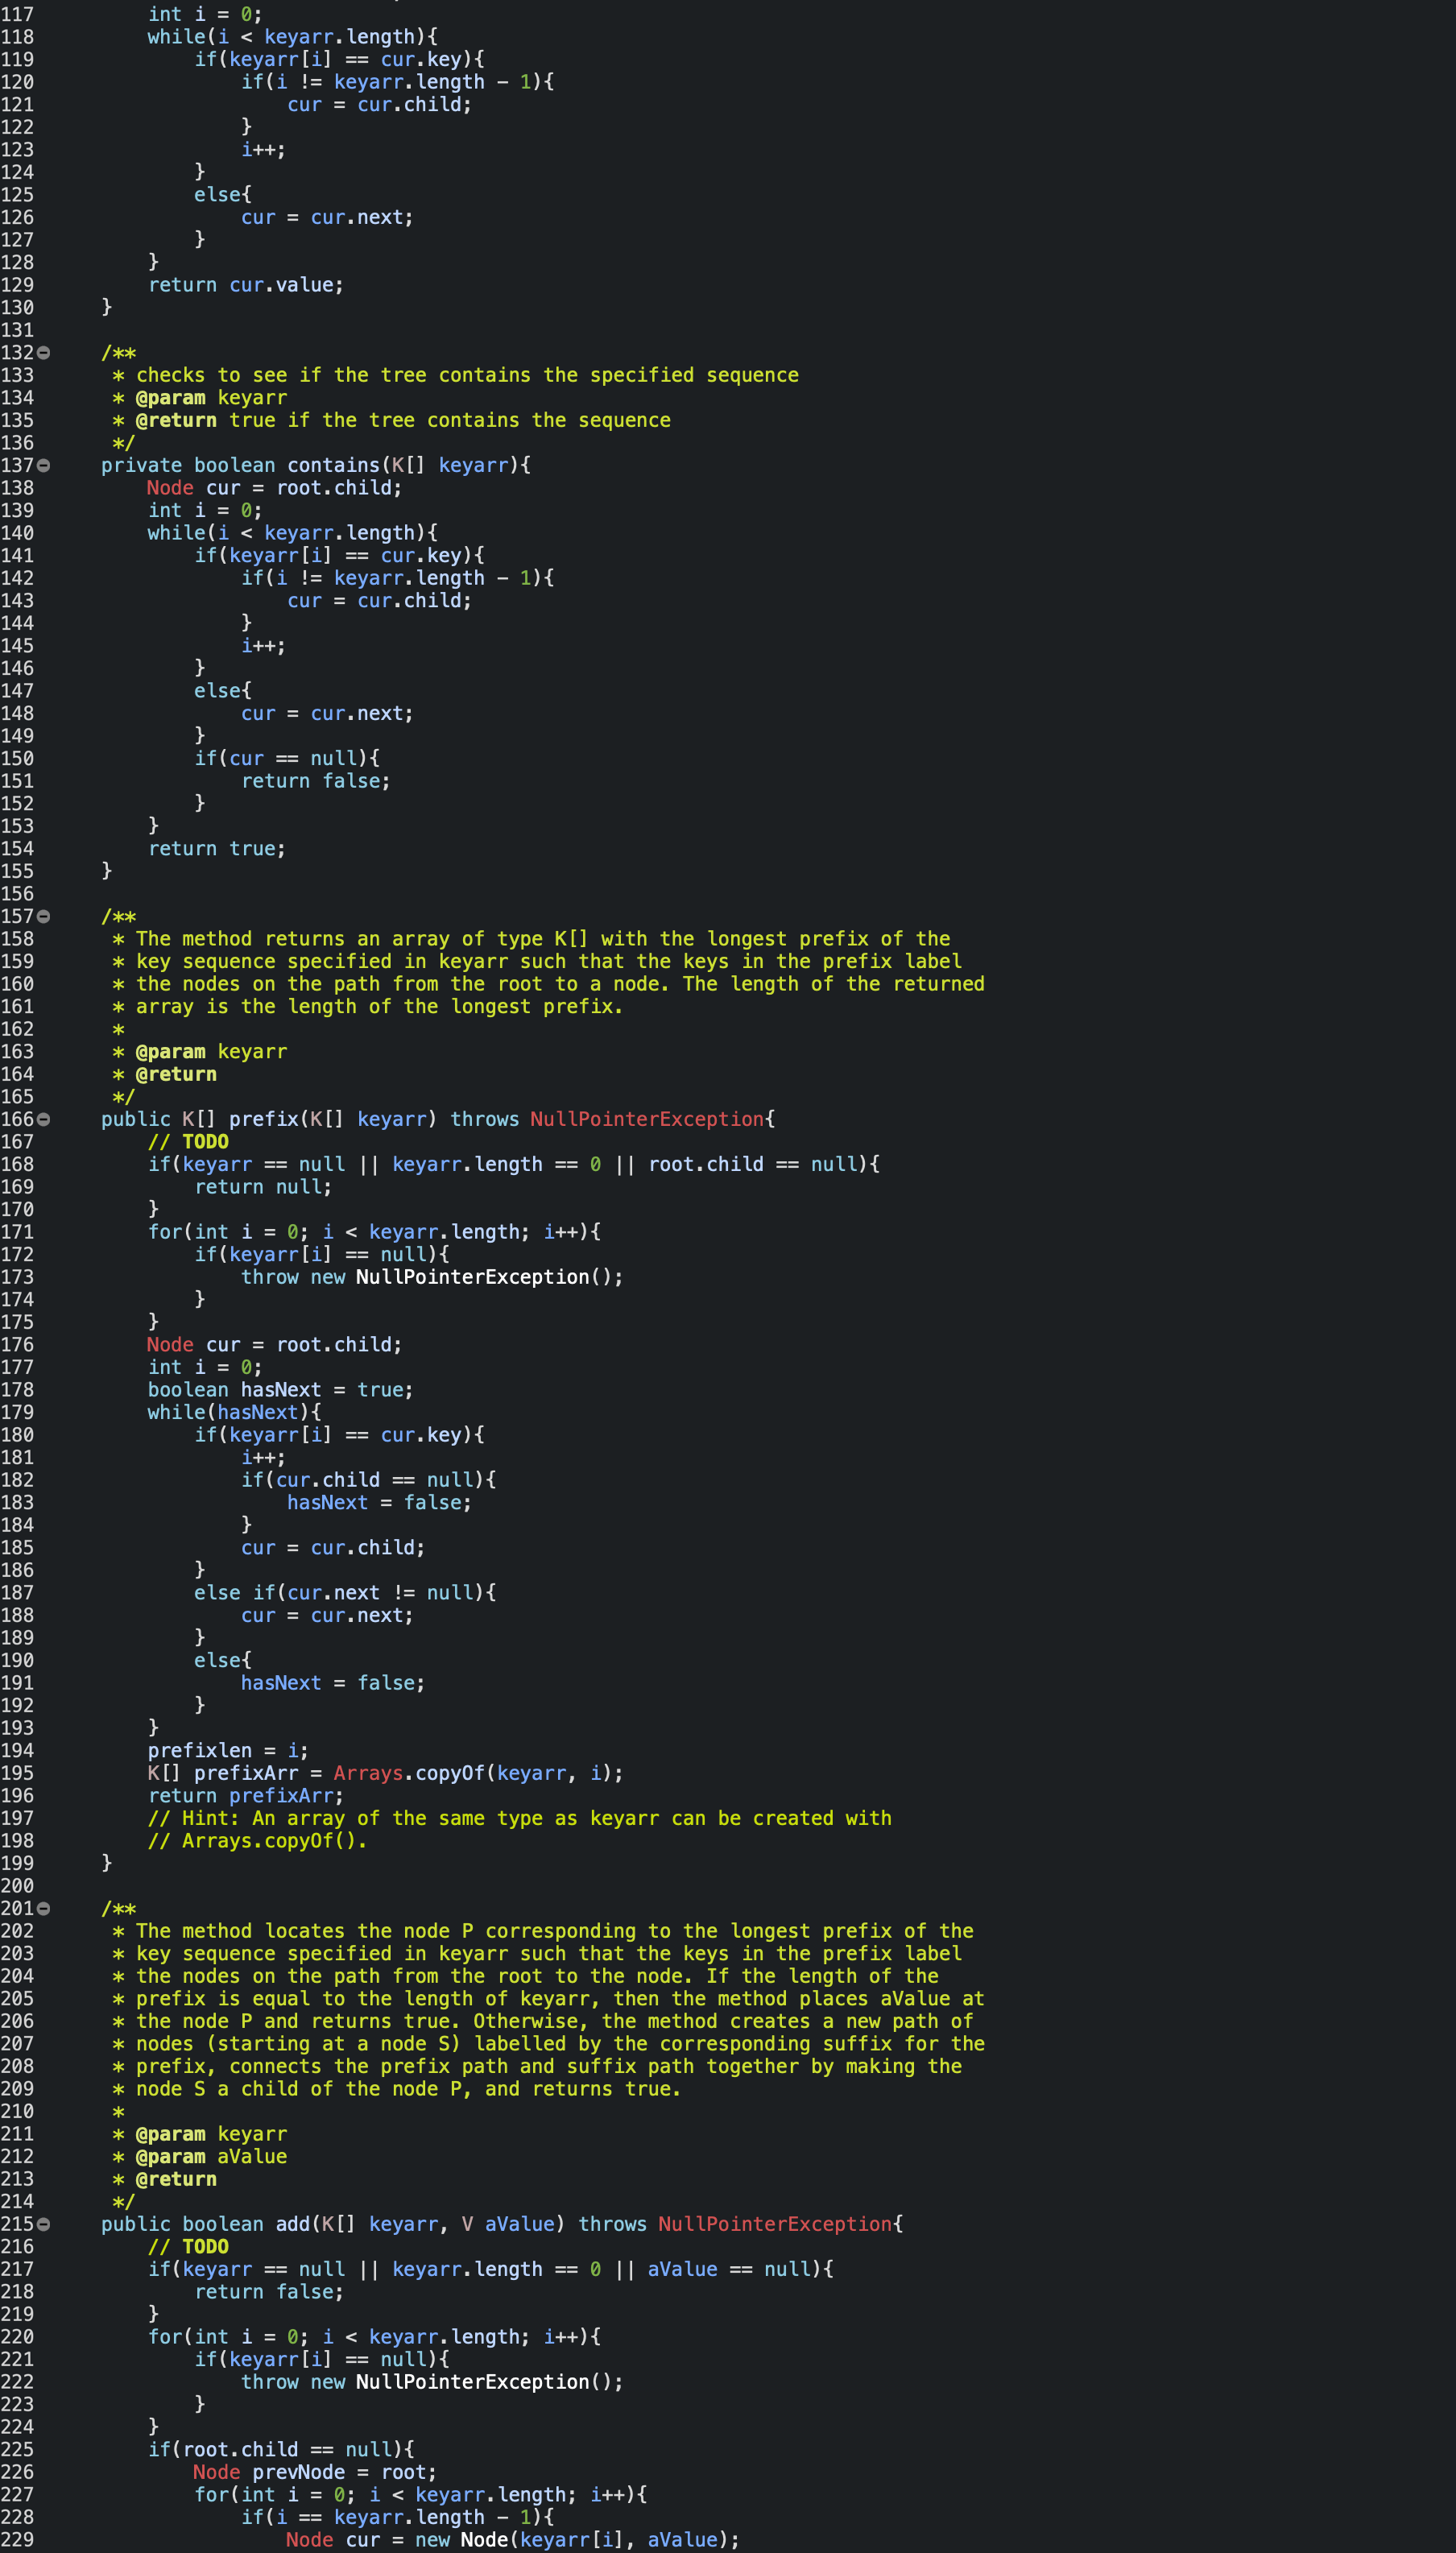 117 int i = 0;
118 while(i < keyarr.length){
119 if(keyarr[i] == cur.key){
120 if(i != keyarr.length - 1){
121 cur = cur.child;
122 }
123 i++;
124 }
125 else{
126 cur = cur.next;
127 }
128 }
129 return cur.value;
130 }
131
132 /**
133 * checks to see if the tree contains the specified sequence
134 * @param keyarr
135 * @return true if the tree contains the sequence
136 */
137 private boolean contains(K[] keyarr){
138 Node cur = root.child;
139 int i = 0;
140 while(i < keyarr.length){
141 if(keyarr[i] == cur.key){
142 if(i != keyarr.length - 1){
143 cur = cur.child;
144 }
145 i++;
146 }
147 else{
148 cur = cur.next;
149 }
150 if(cur == null){
151 return false;
152 }
153 }
154 return true;
155 }
156
157 /**
158 * The method returns an array of type K[] with the longest prefix of the
159 * key sequence specified in keyarr such that the keys in the prefix label
160 * the nodes on the path from the root to a node. The length of the returned
161 * array is the length of the longest prefix.
162 *
163 * @param keyarr
164 * @return
165 */
166 public K[] prefix(K[] keyarr) throws NullPointerException{
167 // TODO
168 if(keyarr == null || keyarr.length == 0 || root.child == null){
169 return null;
170 }
171 for(int i = 0; i < keyarr.length; i++){
172 if(keyarr[i] == null){
173 throw new NullPointerException();
174 }
175 }
176 Node cur = root.child;
177 int i = 0;
178 boolean hasNext = true;
179 while(hasNext){
180 if(keyarr[i] == cur.key){
181 i++;
182 if(cur.child == null){
183 hasNext = false;
184 }
185 cur = cur.child;
186 }
187 else if(cur.next != null){
188 cur = cur.next;
189 }
190 else{
191 hasNext = false;
192 }
193 }
194 prefixlen = i;
195 K[] prefixArr = Arrays.copyOf(keyarr, i);
196 return prefixArr;
197 // Hint: An array of the same type as keyarr can be created with
198 // Arrays.copyOf().
199 }
200
201 /**
202 * The method locates the node P corresponding to the longest prefix of the
203 * key sequence specified in keyarr such that the keys in the prefix label
204 * the nodes on the path from the root to the node. If the length of the
205 * prefix is equal to the length of keyarr, then the method places aValue at
206 * the node P and returns true. Otherwise, the method creates a new path of
207 * nodes (starting at a node S) labelled by the corresponding suffix for the
208 * prefix, connects the prefix path and suffix path together by making the
209 * node S a child of the node P, and returns true.
210 *
211 * @param keyarr
212 * @param aValue
213 * @return
214 */
215 public boolean add(K[] keyarr, V aValue) throws NullPointerException{
216 // TODO
217 if(keyarr == null || keyarr.length == 0 || aValue == null){
218 return false;
219 }
220 for(int i = 0; i < keyarr.length; i++){
221 if(keyarr[i] == null){
222 throw new NullPointerException();
223 }
224 }
225 if(root.child == null){
226 Node prevNode = root;
227 for(int i = 0; i < keyarr.length; i++){
228 if(i == keyarr.length - 1){
229 Node cur = new Node(keyarr[i], aValue);